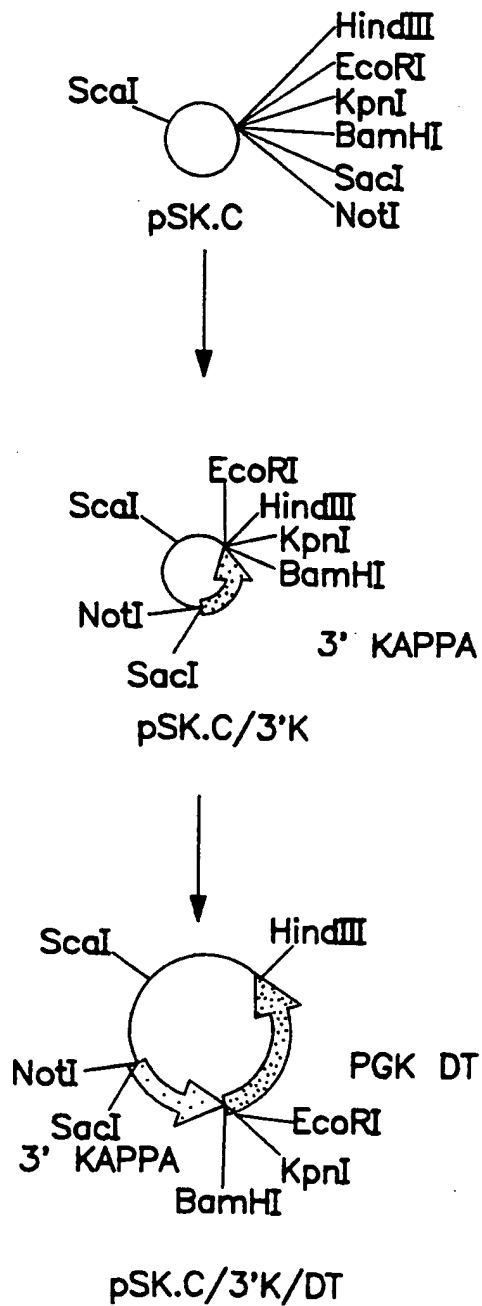 HindIII
EcoRI
ScaI
KpnI
BamHI
SacI
NotI
pSK.C
EcoRI
ScaI
HindIII
KpnI
BamHI
NotI
3' KAPPA
SacI
pSK.C/3'K
HindIII
ScaI
PGK DT
NotI
SacI
EcoRI
3' KAPPA
KpnI
BamHI
pSK.C/3'K/DT